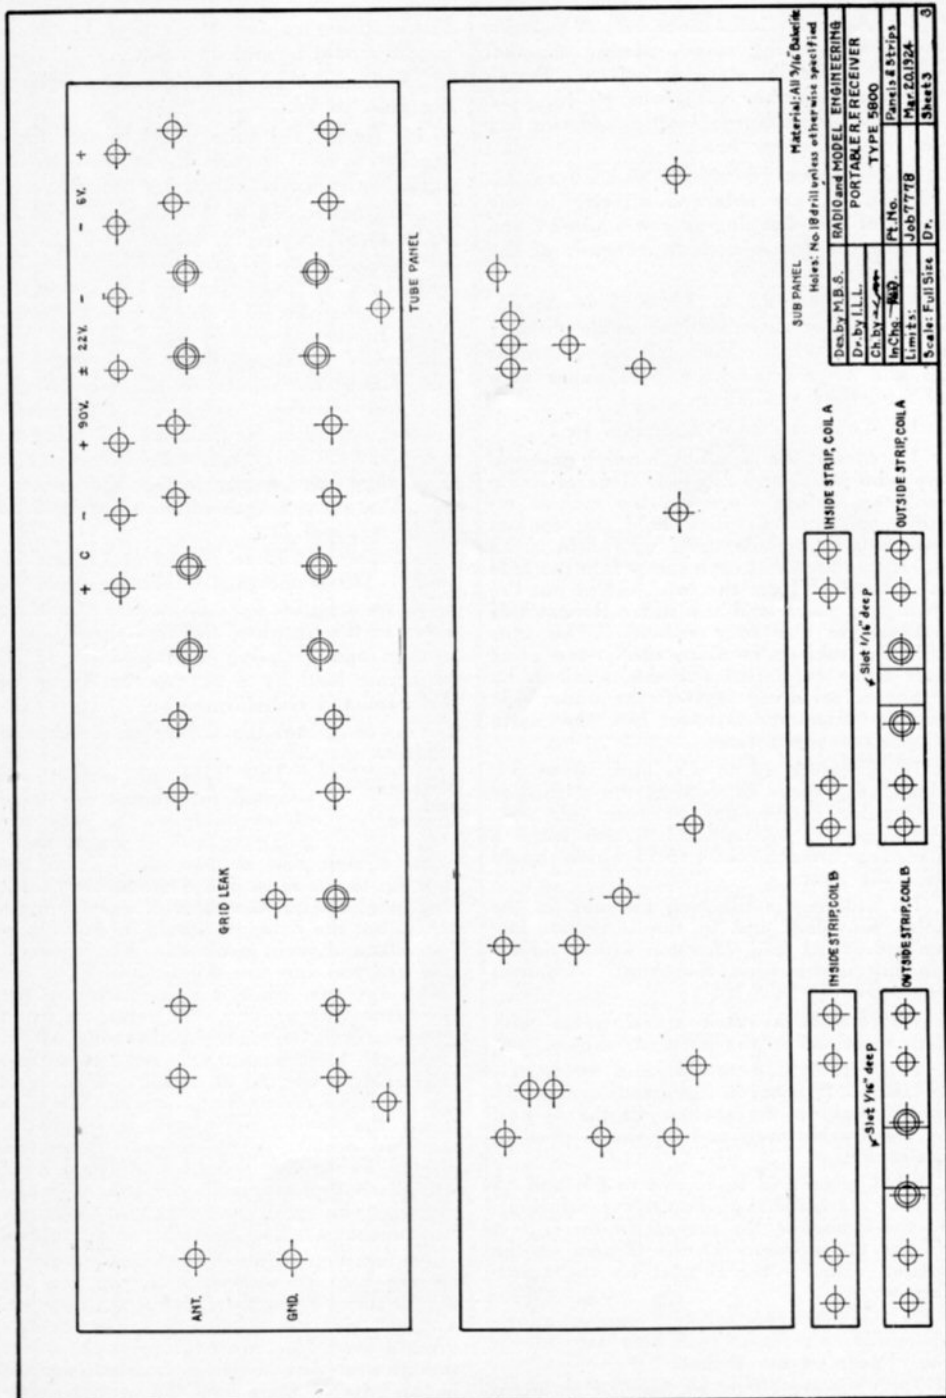 + C - + 90V. ± 22V. - - 6V. +
GRID LEAK
ANT.
GND.
TUBE PANEL
SUB PANEL
Material: All 3/16" Bakelite
Holes: No.18 drill unless otherwise specified
INSIDE STRIP, COIL B
Slot 1/16" deep
OUTSIDE STRIP, COIL B
INSIDE STRIP, COIL A
Slot 1/16" deep
OUTSIDE STRIP, COIL A
Des. by M.B.S.
Dr. by L.L.L.
Ch. by
In Chg.
Limits:
Scale: Full Size
RADIO and MODEL ENGINEERING
PORTABLE R.F. RECEIVER
TYPE 5800
Pt. No.
Panels & Strips
Job 7778
Mar. 20, 1924
Dr.
Sheet 3
3